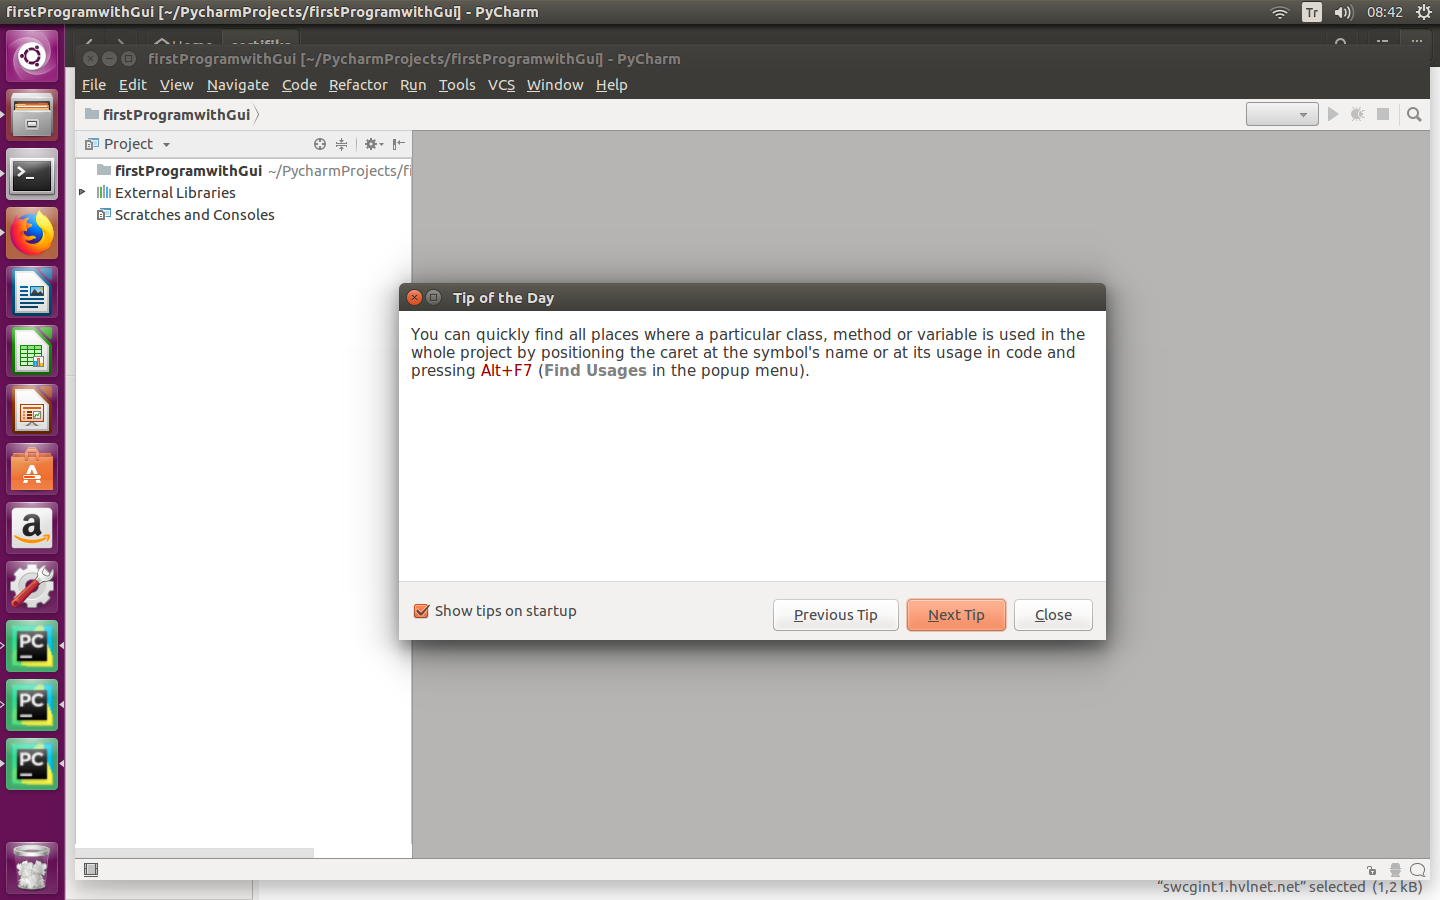 firstProgramwithGui [~/PycharmProjects/firstProgramwithGui] - PyCharm
Tr
08:42
firstProgramwithGui [~/PycharmProjects/firstProgramwithGui] - PyCharm
File Edit View Navigate Code Refactor Run Tools VCS Window Help
firstProgramwithGui
Project
firstProgramwithGui ~/PycharmProjects/fi
External Libraries
Scratches and Consoles
Tip of the Day
You can quickly find all places where a particular class, method or variable is used in the
whole project by positioning the caret at the symbol's name or at its usage in code and
pressing Alt+F7 (Find Usages in the popup menu).
Show tips on startup
Previous Tip
Next Tip
Close
PC
PC
PC
“swcgint1.hvlnet.net” selected (1,2 kB)